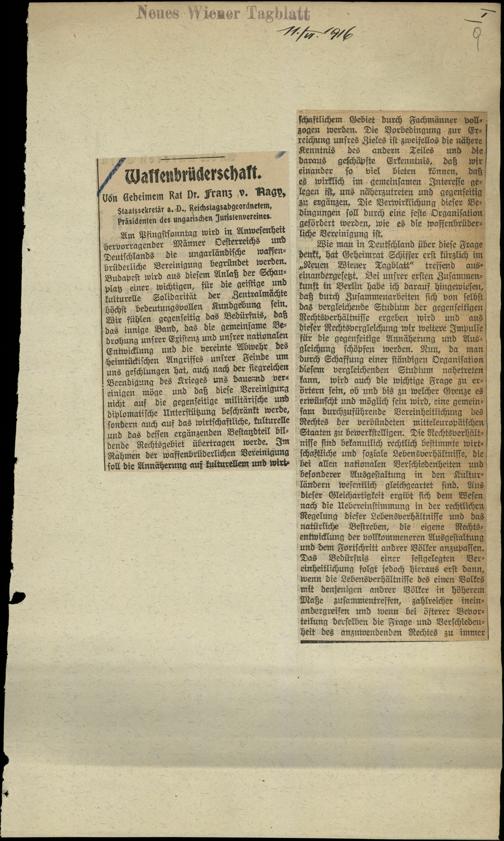 Neues Wiener Tagblatt
11./VI. 1916
I
9
Waffenbrüderschaft.
Von Geheimem Rat Dr. Franz v. Nagy,
Staatssekretär a. D., Reichstagsabgeordnetem,
Präsidenten des ungarischen Juristenvereines.
Am Pfingstsonntag wird in Anwesenheit
hervorragender Männer Oesterreichs und
Deutschlands die ungarländische waffen-
brüderliche Vereinigung begründet werden.
Budapest wird aus diesem Anlaß der Schau-
platz einer wichtigen, für die geistige und
kulturelle Solidarität der Zentralmächte
höchst bedeutungsvollen Kundgebung sein.
Wir fühlen gegenseitig das Bedürfnis, daß
das innige Band, das die gemeinsame Be-
drohung unsrer Existenz und unsrer nationalen
Entwicklung und die vereinte Abwehr des
heimtückischen Angriffes unsrer Feinde um
uns geschlungen hat, auch nach der siegreichen
Beendigung des Krieges uns dauernd ver-
einigen möge und daß diese Vereinigung
nicht auf die gegenseitige militärische und
diplomatische Unterstützung beschränkt werde,
sondern auch auf das wirtschaftliche, kulturelle
und das dessen ergänzenden Bestandteil bil-
dende Rechtsgebiet übertragen werde. Im
Rahmen der waffenbrüderlichen Vereinigung
soll die Annäherung auf kulturellem und wirt-
schaftlichem Gebiet durch Fachmänner voll-
zogen werden. Die Vorbedingung zur Er-
reichung unsres Zieles ist zweifellos die nähere
Kenntnis des andern Teiles und die
daraus geschöpfte Erkenntnis, daß wir
einander so viel bieten können, daß
es wirklich im gemeinsamen Interesse ge-
legen ist, uns näherzutreten und gegenseitig
zu ergänzen. Die Verwirklichung dieser Be-
dingungen soll durch eine feste Organisation
gefördert werden, wie es die waffenbrüder-
liche Vereinigung ist.
Wie man in Deutschland über diese Frage
denkt, hat Geheimrat Schiffer erst kürzlich im
„Neuen Wiener Tagblatt" treffend aus-
einandergesetzt. Bei unsrer ersten Zusammen-
kunft in Berlin habe ich darauf hingewiesen,
daß durch Zusammenarbeiten sich von selbst
das vergleichende Studium der gegenseitigen
Rechtsverhältnisse ergeben wird und aus
dieser Rechtsvergleichung wir weitere Impulse
für die gegenseitige Annäherung und Aus-
gleichung schöpfen werden. Nun, da man
durch Schaffung einer ständigen Organisation
diesem vergleichenden Studium nahetreten
kann, wird auch die wichtige Frage zu er-
örtern sein, ob und bis zu welcher Grenze es
erwünscht und möglich sein wird, eine gemein-
sam durchzuführende Vereinheitlichung des
Rechtes der verbündeten mitteleuropäischen
Staaten zu bewerkstelligen. Die Rechtsverhält-
nisse sind bekanntlich rechtlich bestimmte wirt-
schaftliche und soziale Lebensverhältnisse, die
bei allen nationalen Verschiedenheiten und
besonderer Ausgestaltung in den Kultur-
ländern wesentlich gleichgeartet sind. Aus
dieser Gleichartigkeit ergibt sich dem Wesen
nach die Uebereinstimmung in der rechtlichen
Regelung dieser Lebensverhältnisse und das
natürliche Bestreben, die eigene Rechts-
entwicklung der vollkommeneren Ausgestaltung
und dem Fortschritt andrer Völker anzupassen.
Das Bedürfnis einer festgelegten Ver-
einheitlichung folgt jedoch hieraus erst dann,
wenn die Lebensverhältnisse des einen Volkes
mit denjenigen andrer Völker in höherem
Maße zusammentreffen, zahlreicher inein-
andergreifen und wenn bei öfterer Bevor-
teilung derselben die Frage und Verschieden-
heit des anzuwendenden Rechtes zu immer